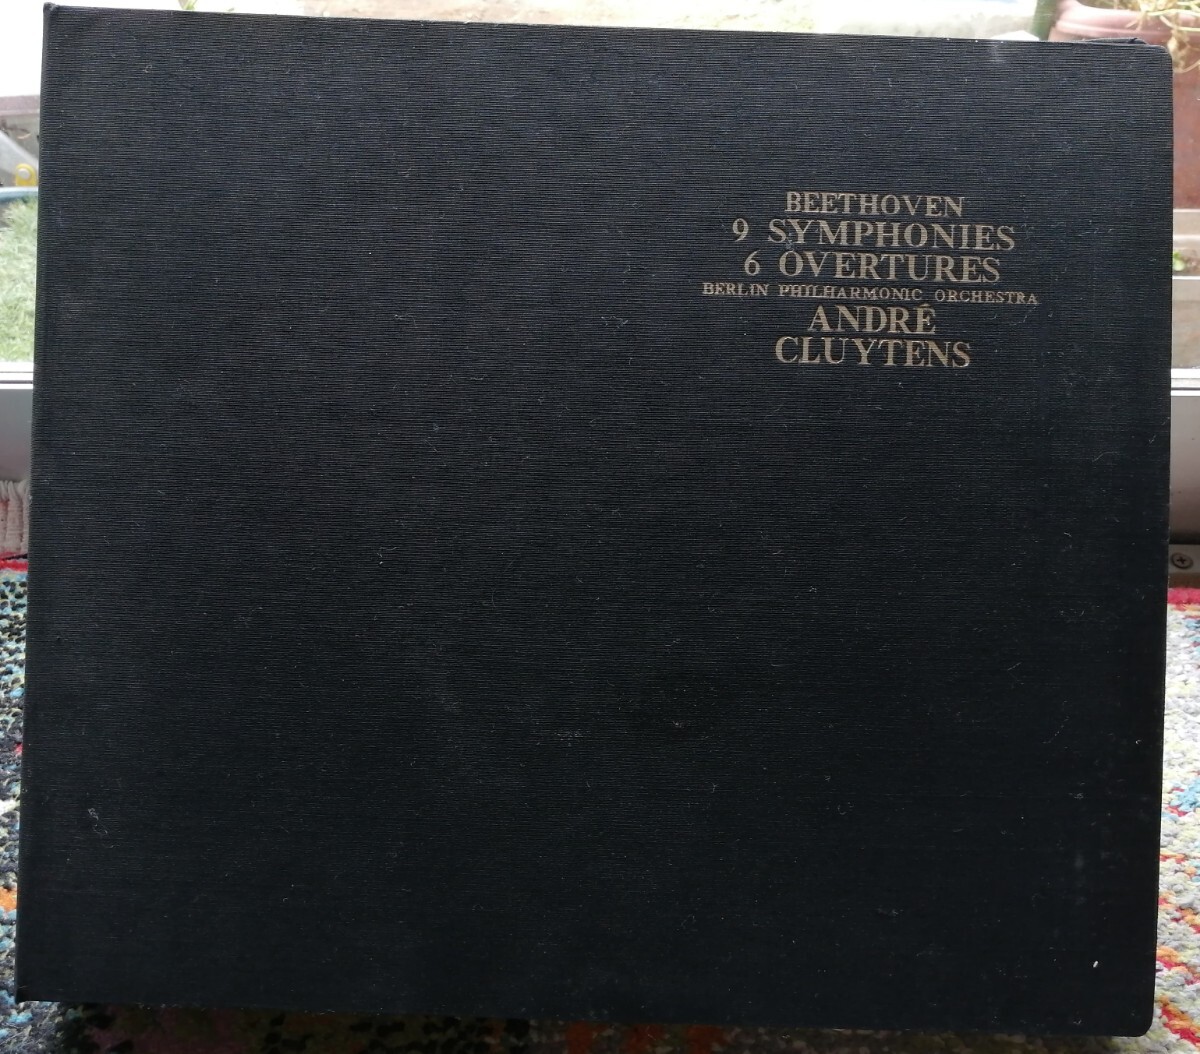 BEETHOVEN
9 SYMPHONIES
6 OVERTURES
BERLIN PHILHARMONIC ORCHESTRA
ANDRÉ
CLUYTENS